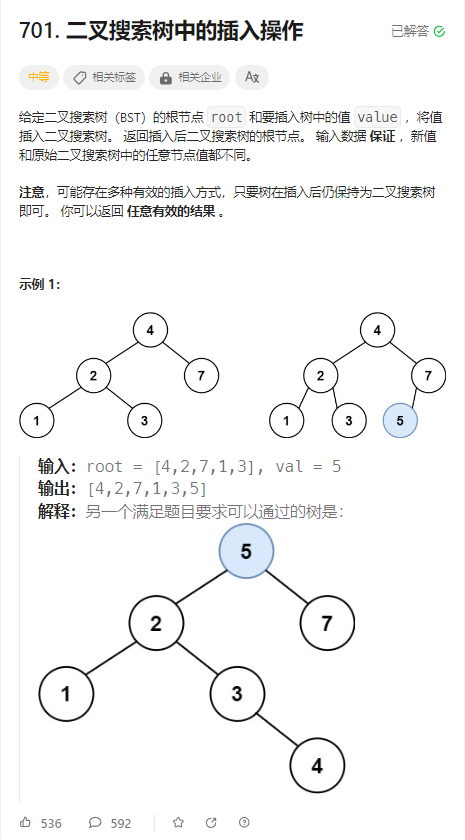 701. 二叉搜索树中的插入操作
已解答
中等
相关标签
相关企业
给定二叉搜索树（BST）的根节点 root 和要插入树中的值 value ，将值
插入二叉搜索树。 返回插入后二叉搜索树的根节点。 输入数据 保证 ，新值
和原始二叉搜索树中的任意节点值都不同。
注意，可能存在多种有效的插入方式，只要树在插入后仍保持为二叉搜索树
即可。 你可以返回 任意有效的结果 。
示例 1：
4
2
7
1
3
4
2
7
1
3
5
输入：root = [4,2,7,1,3], val = 5
输出：[4,2,7,1,3,5]
解释：另一个满足题目要求可以通过的树是：
5
2
7
1
3
4
536
592